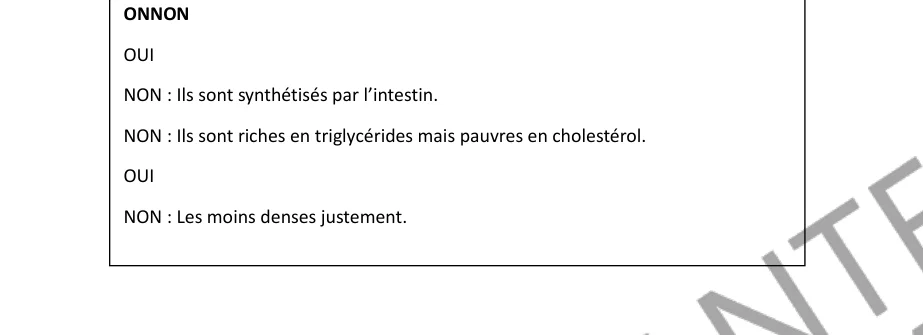 ONNON
OUI
NON : Ils sont synthétisés par l’intestin.
NON : Ils sont riches en triglycérides mais pauvres en cholestérol.
OUI
NON : Les moins denses justement.
ANTE